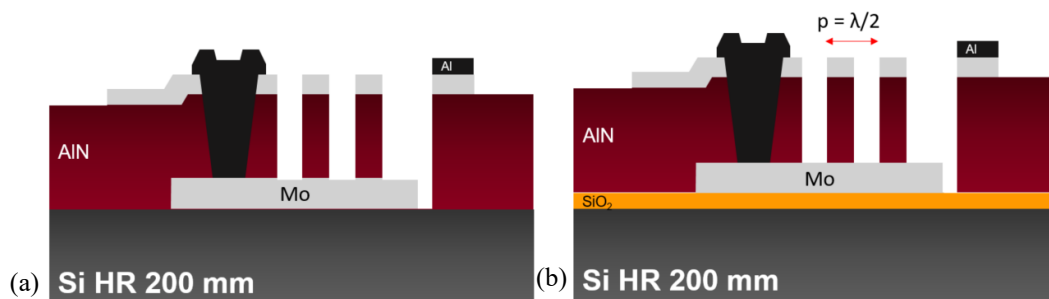 Al
AlN
Mo
(a)
Si HR 200 mm
p = λ/2
Al
AlN
Mo
SiO₂
(b)
Si HR 200 mm